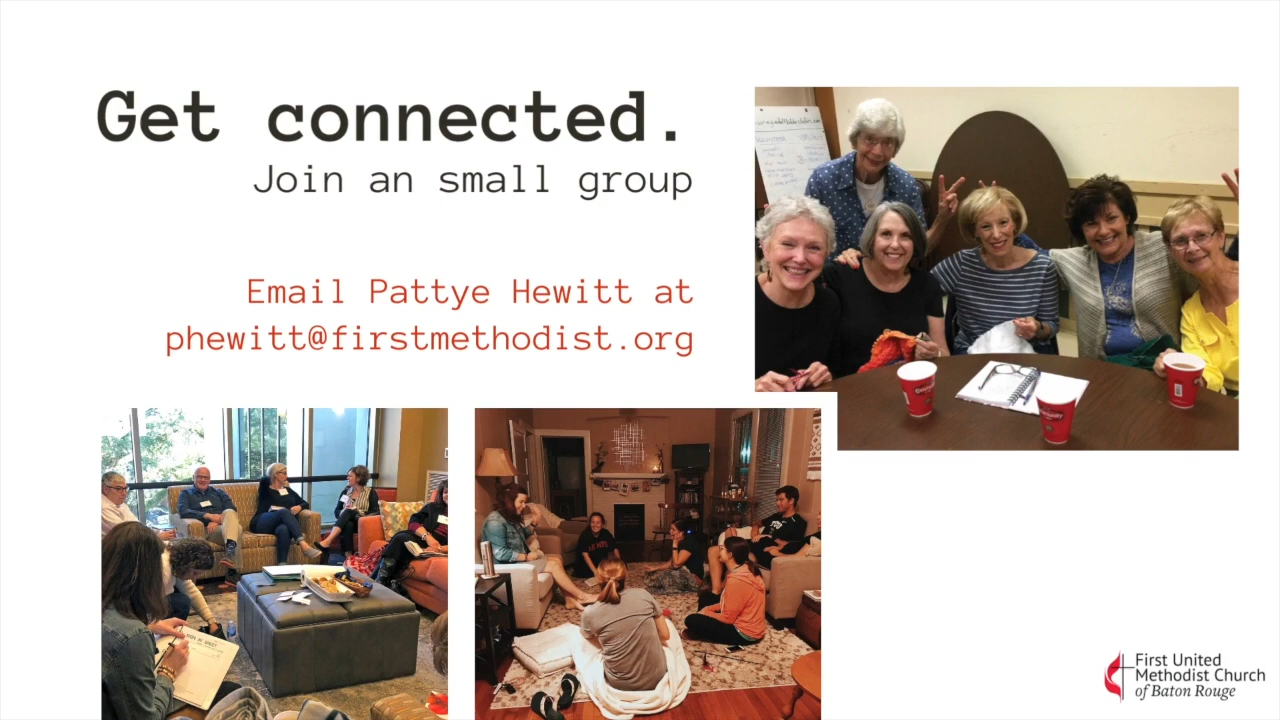 Get connected.
Join an small group
Email Pattye Hewitt at
phewitt@firstmethodist.org
First United
Methodist Church
of Baton Rouge